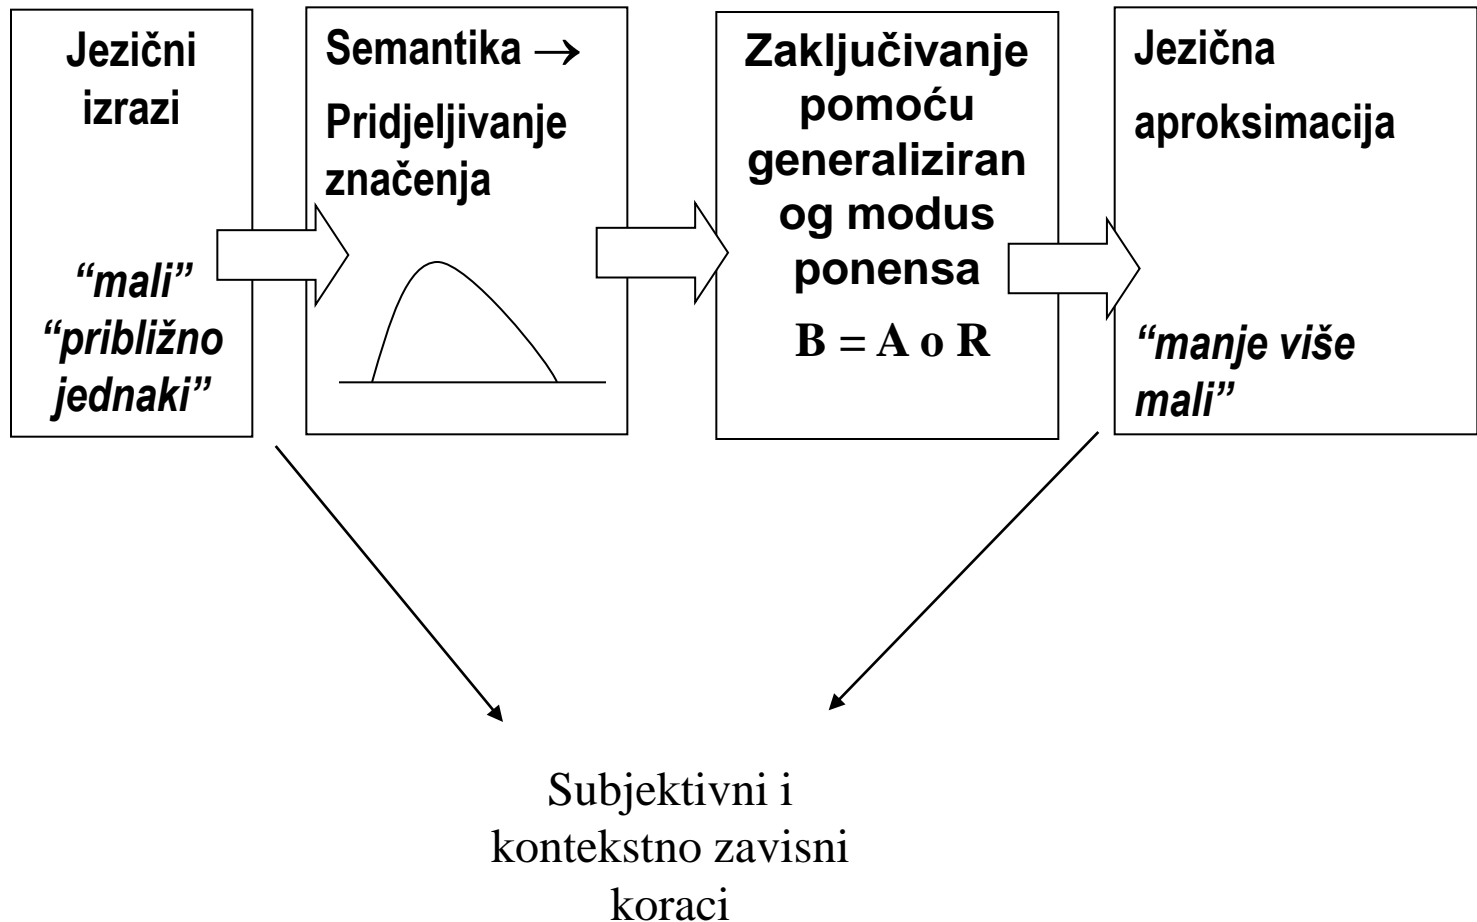 Jezični
izrazi
“mali”
“približno
jednaki”
Semantika →
Pridjeljivanje
značenja
Zaključivanje
pomoću
generaliziran
og modus
ponensa
B = A o R
Jezična
aproksimacija
“manje više
mali”
Subjektivni i
kontekstno zavisni
koraci